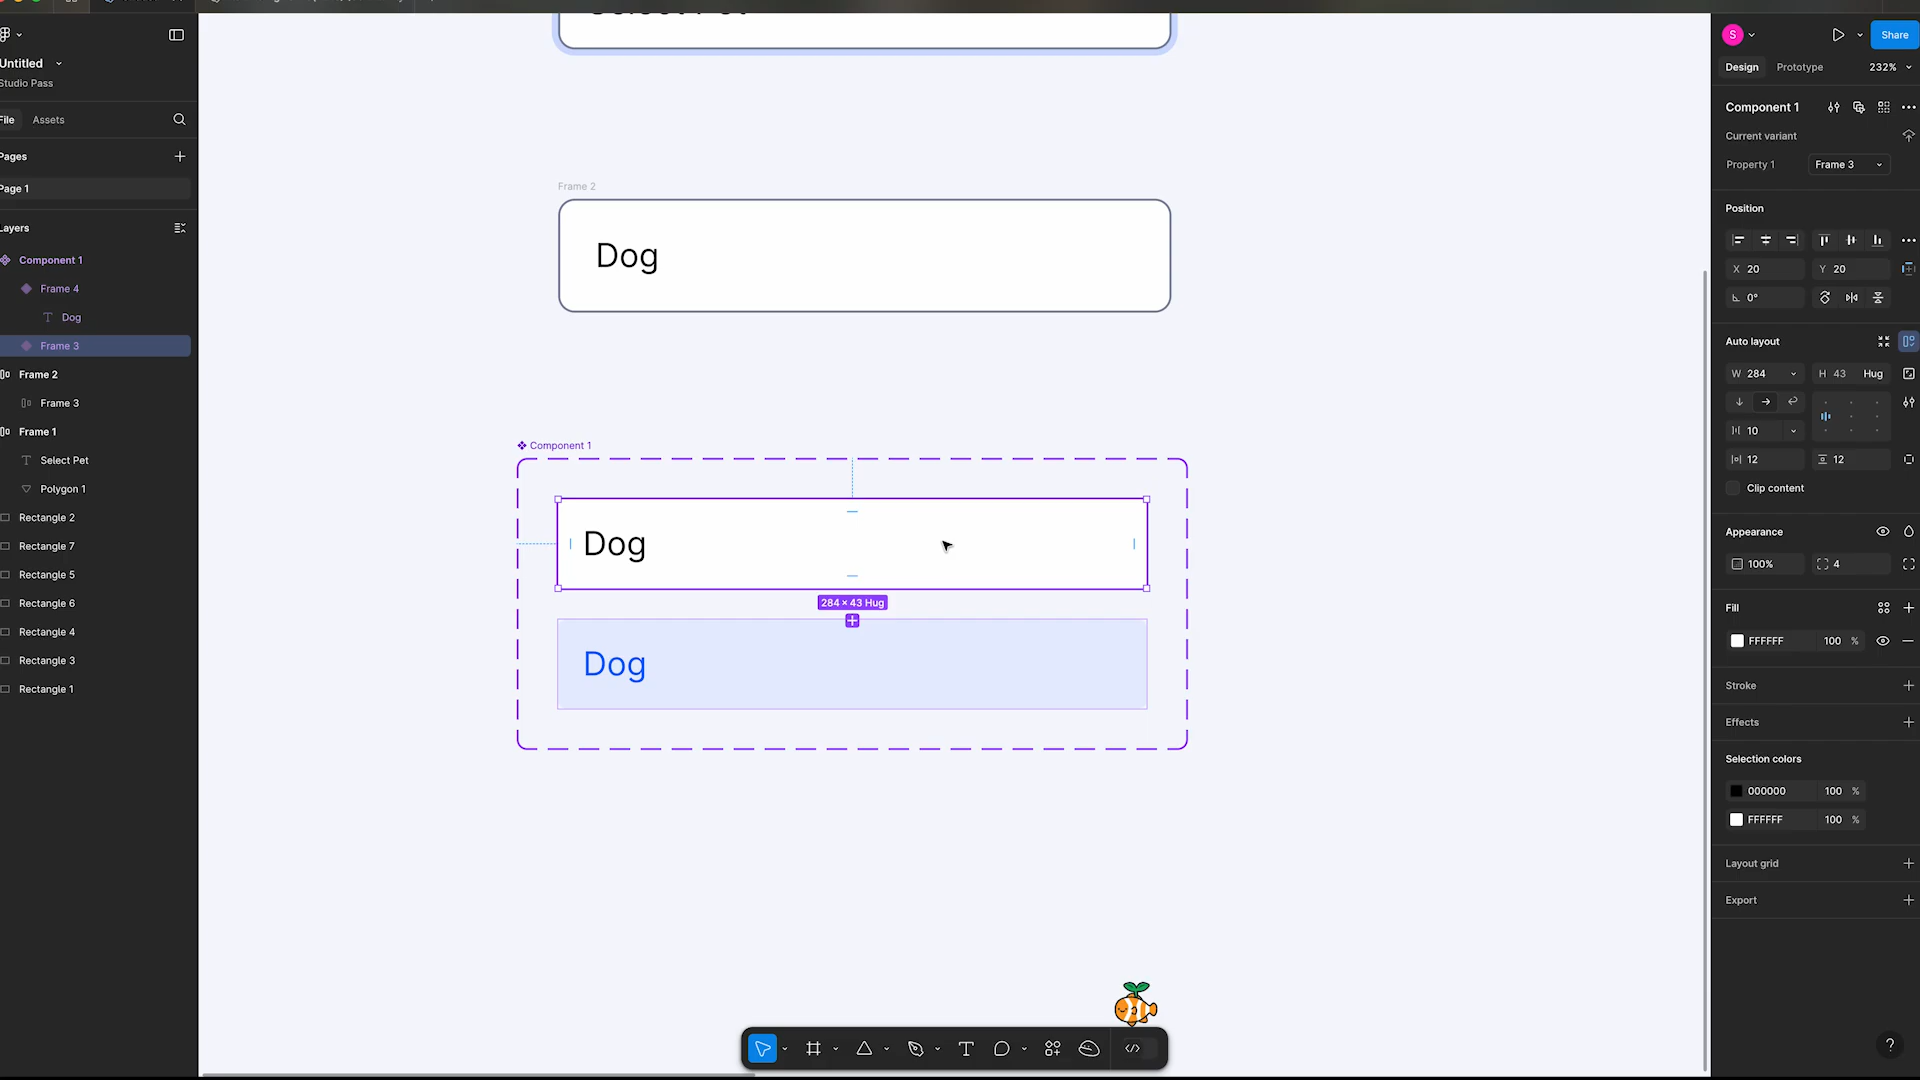 Untitled
Studio Pass
File
Assets
Pages
Page 1
Layers
Component 1
Frame 4
Dog
Frame 3
Frame 2
Frame 3
Frame 1
Select Pet
Polygon 1
Rectangle 2
Rectangle 7
Rectangle 5
Rectangle 6
Rectangle 4
Rectangle 3
Rectangle 1
Select Pet
Frame 2
Dog
Component 1
Dog
284 × 43 Hug
Dog
S
Share
Design
Prototype
232%
Component 1
Current variant
Property 1
Frame 3
Position
X 20
Y 20
0°
Auto layout
W 284
H 43 Hug
10
12
12
Clip content
Appearance
100%
4
Fill
FFFFFF 100 %
Stroke
Effects
Selection colors
000000 100 %
FFFFFF 100 %
Layout grid
Export
?